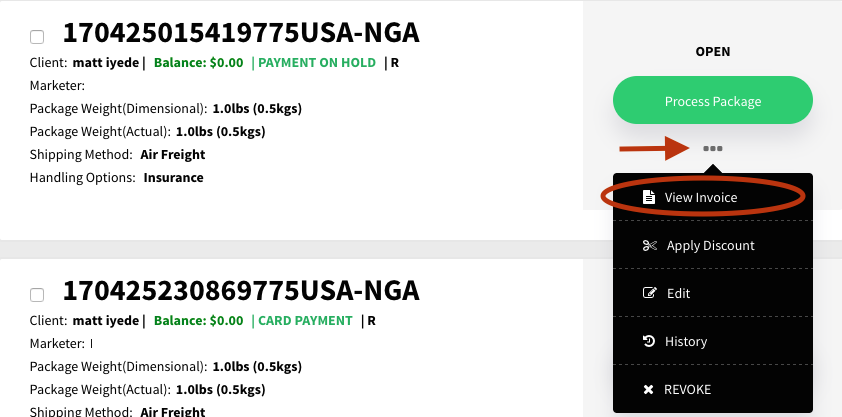 170425015419775USA-NGA
Client: matt iyede | Balance: $0.00 | PAYMENT ON HOLD | R
Marketer:
Package Weight(Dimensional): 1.0lbs (0.5kgs)
Package Weight(Actual): 1.0lbs (0.5kgs)
Shipping Method: Air Freight
Handling Options: Insurance
OPEN
Process Package
View Invoice
Apply Discount
Edit
History
REVOKE
170425230869775USA-NGA
Client: matt iyede | Balance: $0.00 | CARD PAYMENT | R
Marketer: I
Package Weight(Dimensional): 1.0lbs (0.5kgs)
Package Weight(Actual): 1.0lbs (0.5kgs)
Shipping Method: Air Freight